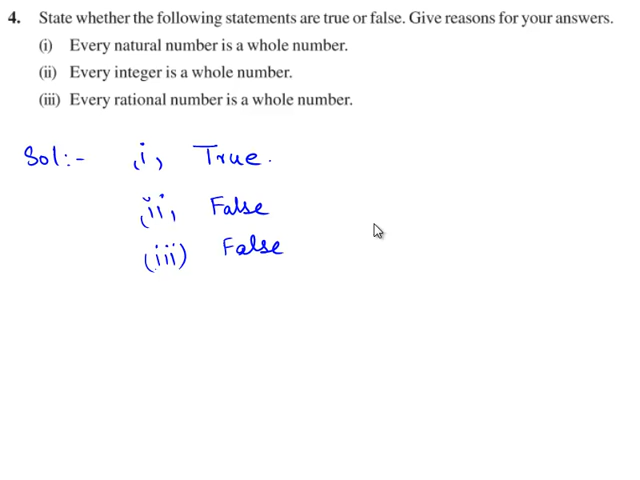 4. State whether the following statements are true or false. Give reasons for your answers.
(i) Every natural number is a whole number.
(ii) Every integer is a whole number.
(iii) Every rational number is a whole number.
Sol:- (i) True.
(ii) False
(iii) False